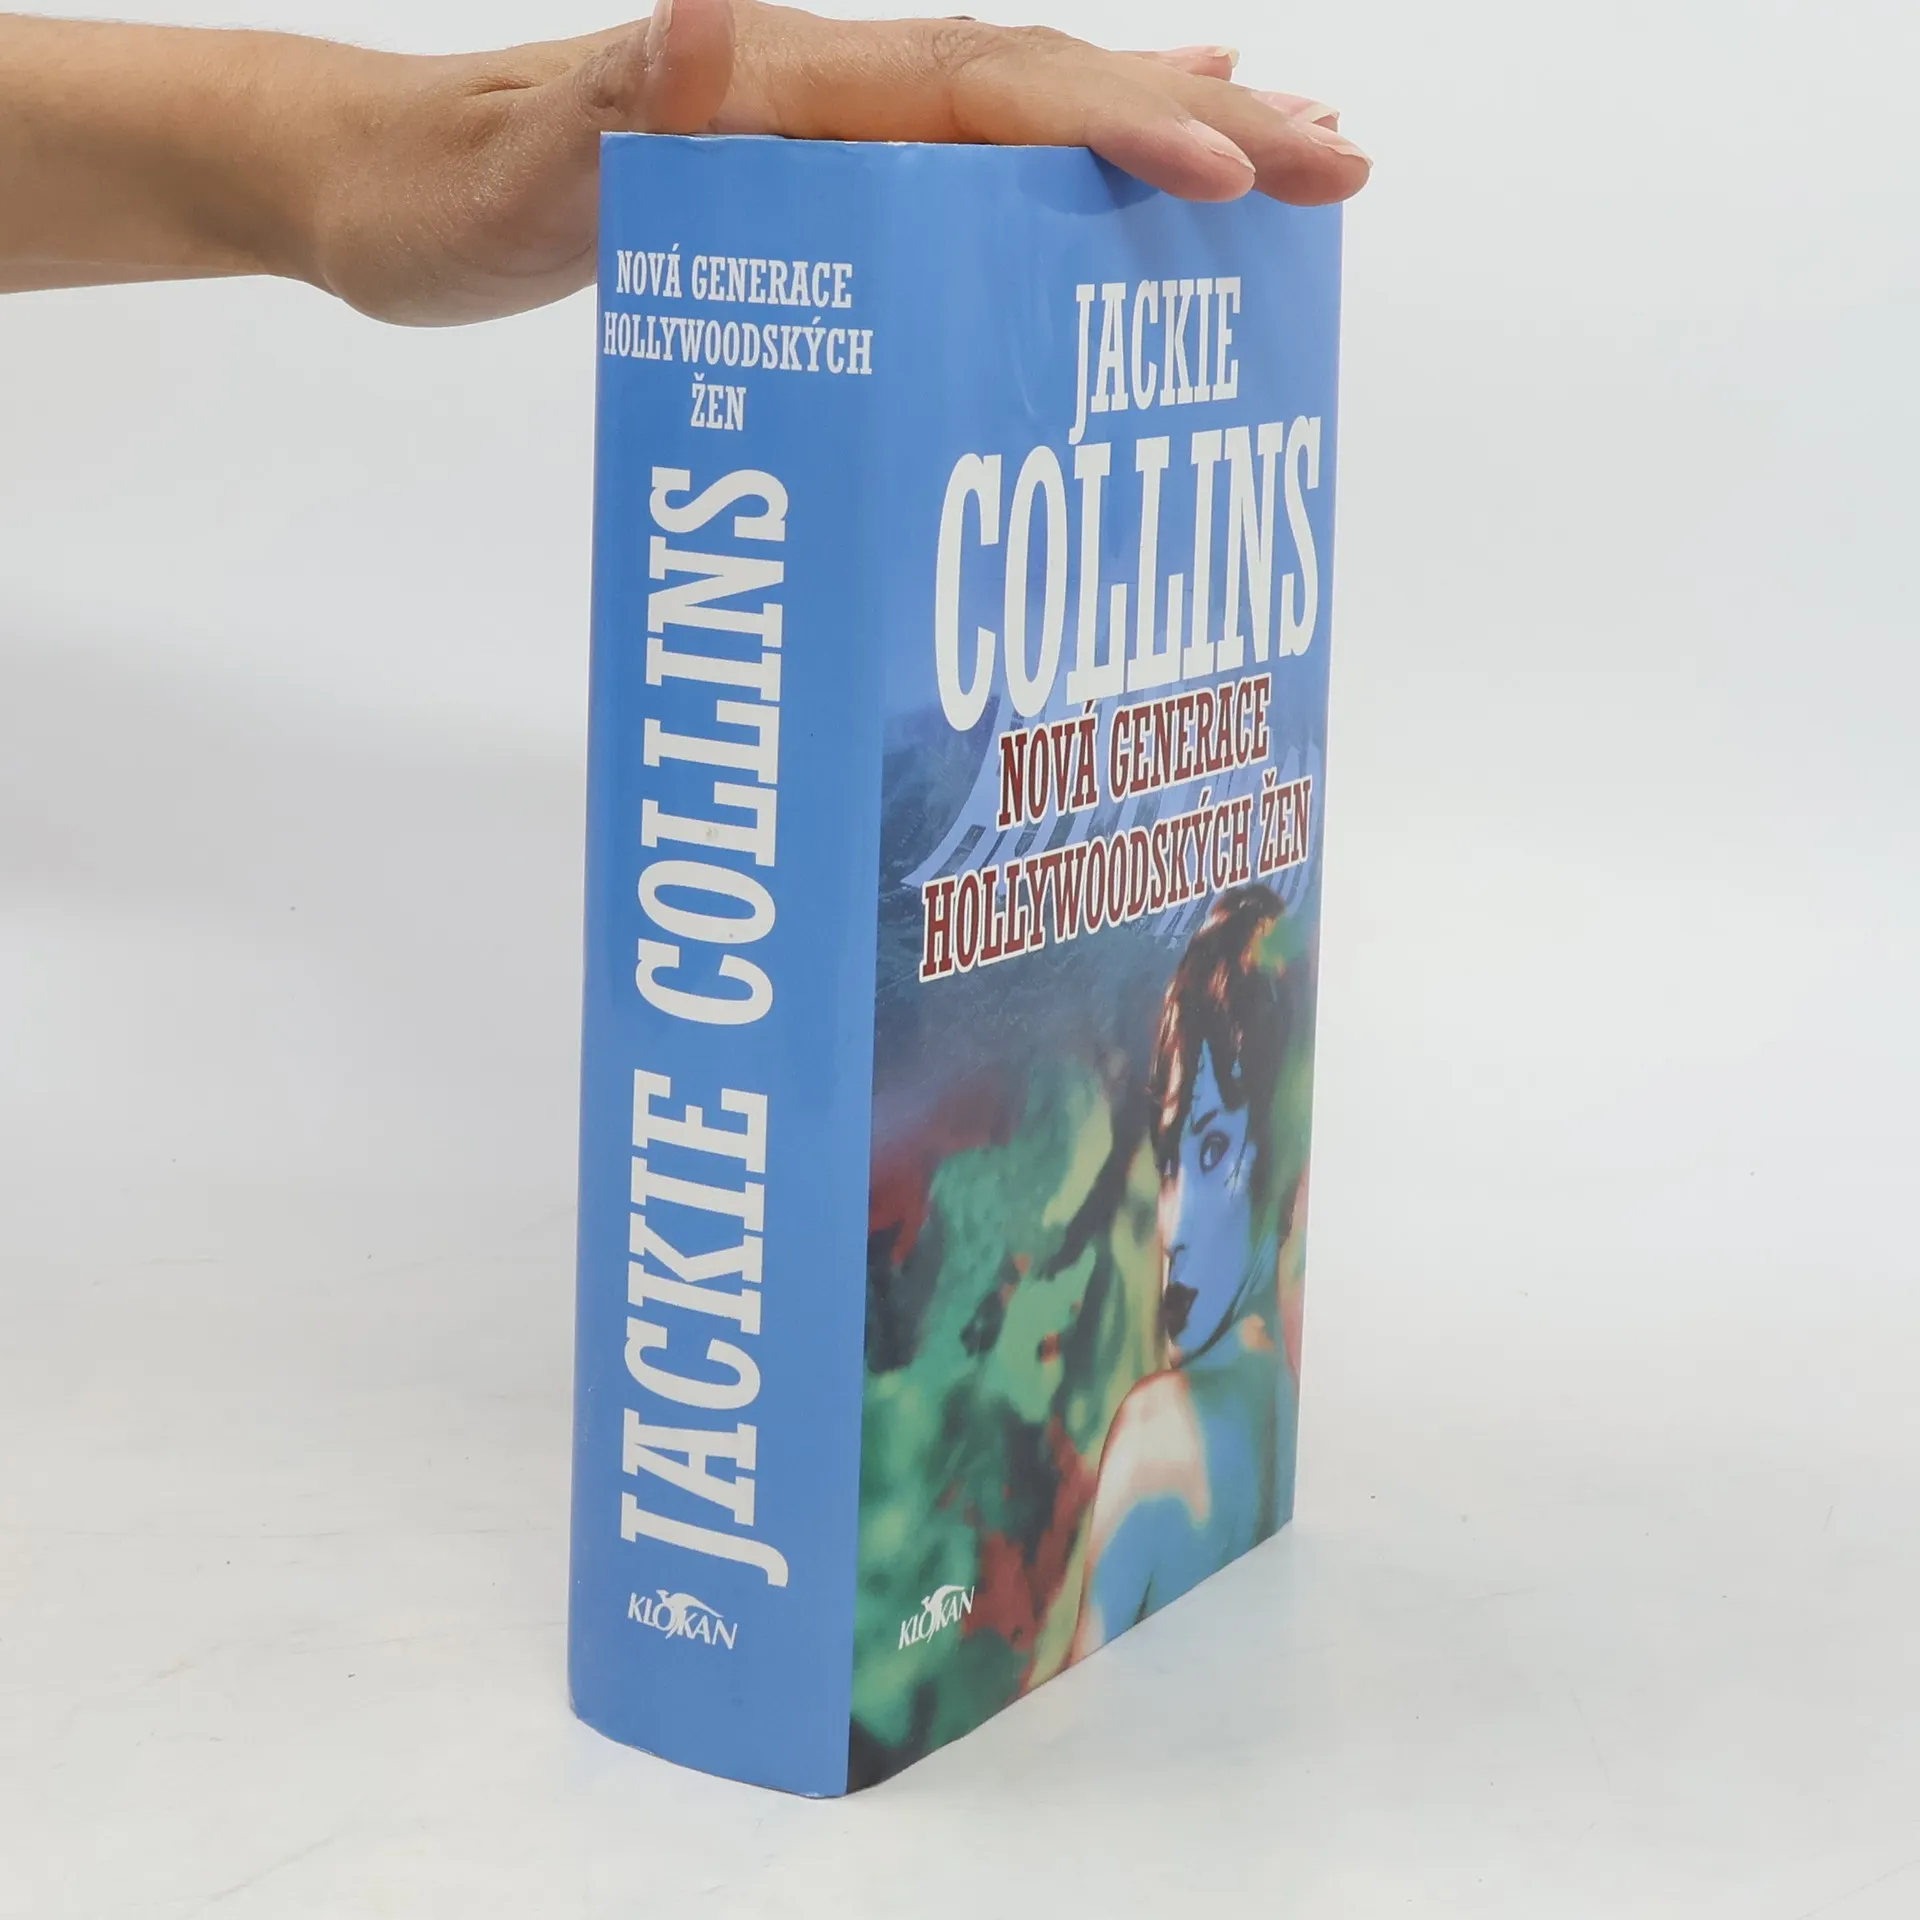 NOVÁ GENERACE
HOLLYWOODSKÝCH
ŽEN
JACKIE COLLINS
KLOKAN
JACKIE
COLLINS
NOVÁ GENERACE
HOLLYWOODSKÝCH ŽEN
KLOKAN